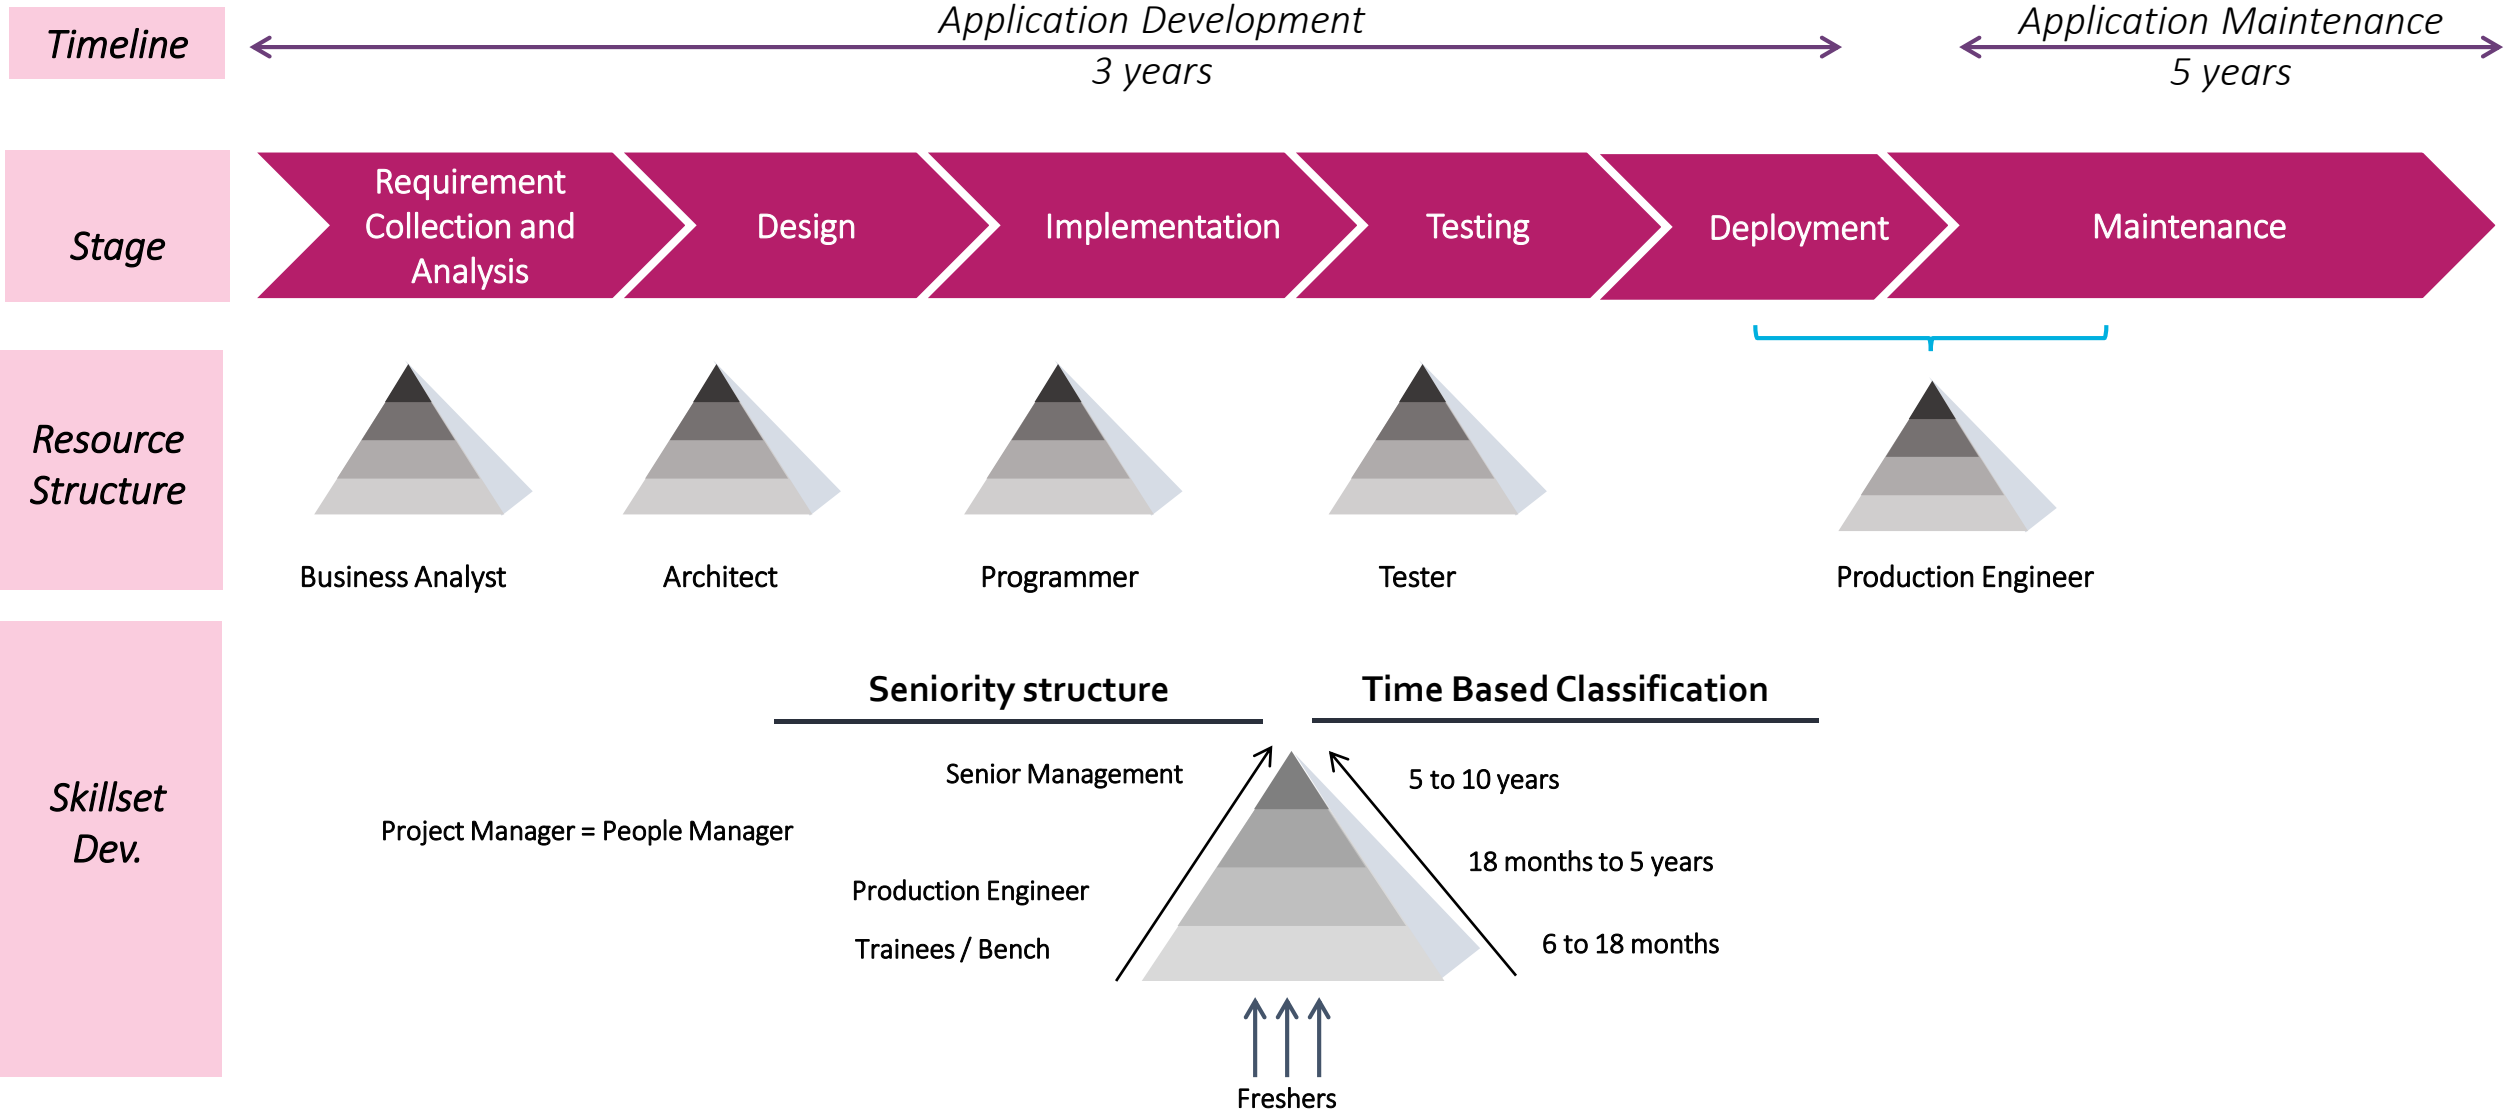 Timeline
Application Development
3 years
Application Maintenance
5 years
Stage
Requirement
Collection and
Analysis
Design
Implementation
Testing
Deployment
Maintenance
Resource
Structure
Business Analyst
Architect
Programmer
Tester
Production Engineer
Skillset
Dev.
Seniority structure
Senior Management
Project Manager = People Manager
Production Engineer
Trainees / Bench
Time Based Classification
5 to 10 years
18 months to 5 years
6 to 18 months
Freshers